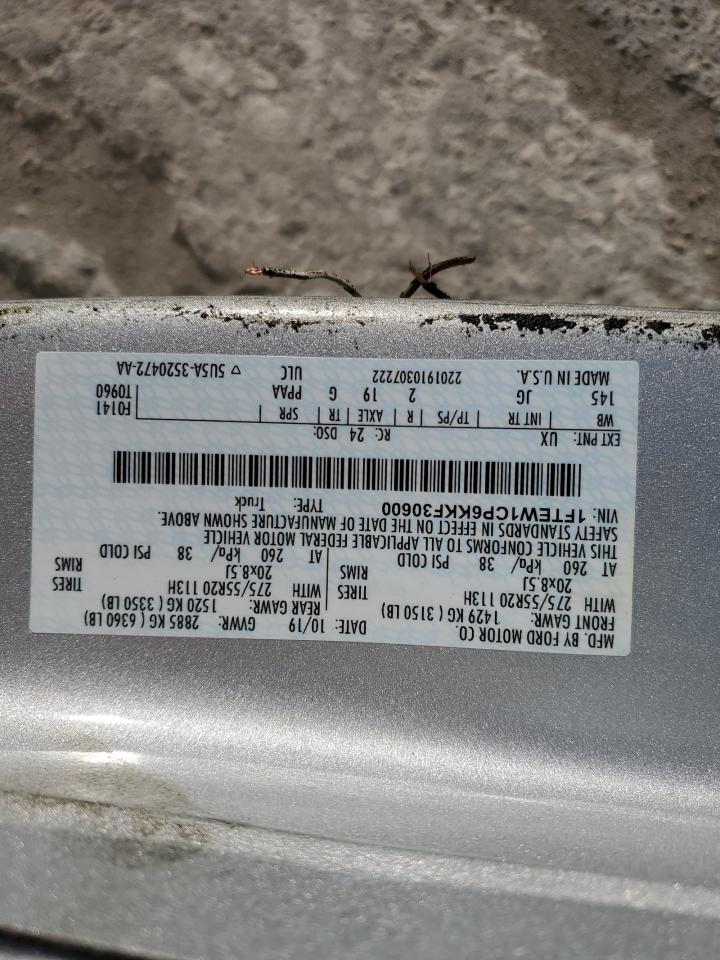 MFD. BY FORD MOTOR CO.
DATE: 10/19 GVWR: 2885 KG ( 6360 LB)
FRONT GAWR: 1429 KG ( 3150 LB) REAR GAWR: 1520 KG ( 3350 LB)
WITH 275/55R20 113H TIRES WITH 275/55R20 113H TIRES
20x8.5J RIMS 20x8.5J RIMS
AT 260 kPa/ 38 PSI COLD AT 260 kPa/ 38 PSI COLD
THIS VEHICLE CONFORMS TO ALL APPLICABLE FEDERAL MOTOR VEHICLE
SAFETY STANDARDS IN EFFECT ON THE DATE OF MANUFACTURE SHOWN ABOVE.
VIN: 1FTEW1CP6KKF30600 TYPE: Truck
EXT PNT: UX RC: 24 DSO: F0141
WB INT TR TP/PS R AXLE TR SPR T0960
145 JG 2 19 G PPAA
MADE IN U.S.A. 2201910307222 ULC ▽ 5U5A-3520472-AA